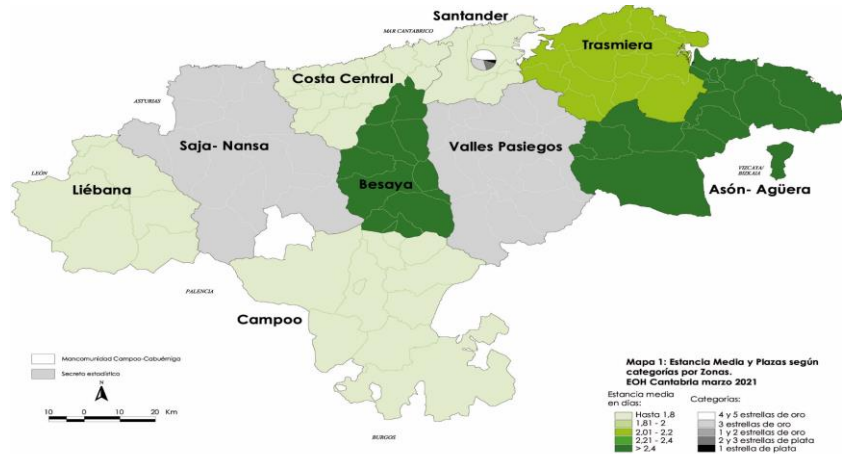 Santander
MAR CANTABRICO
Trasmiera
Costa Central
ASTURIAS
Saja- Nansa
Valles Pasiegos
LEÓN
Liébana
Besaya
VIZCAYA/
BIZKAIA
Asón- Agüera
PALENCIA
Campoo
BURGOS
Mancomunidad Campoo-Cabuérniga
Secreto estadístico
N
10 0 10 20 Km
Mapa 1: Estancia Media y Plazas según
categorías por Zonas.
EOH Cantabria marzo 2021
Estancia media
en días:
Hasta 1,8
1,81 - 2
2,01 - 2,2
2,21 - 2,4
> 2,4
Categorías:
4 y 5 estrellas de oro
3 estrellas de oro
1 y 2 estrellas de oro
2 y 3 estrellas de plata
1 estrella de plata